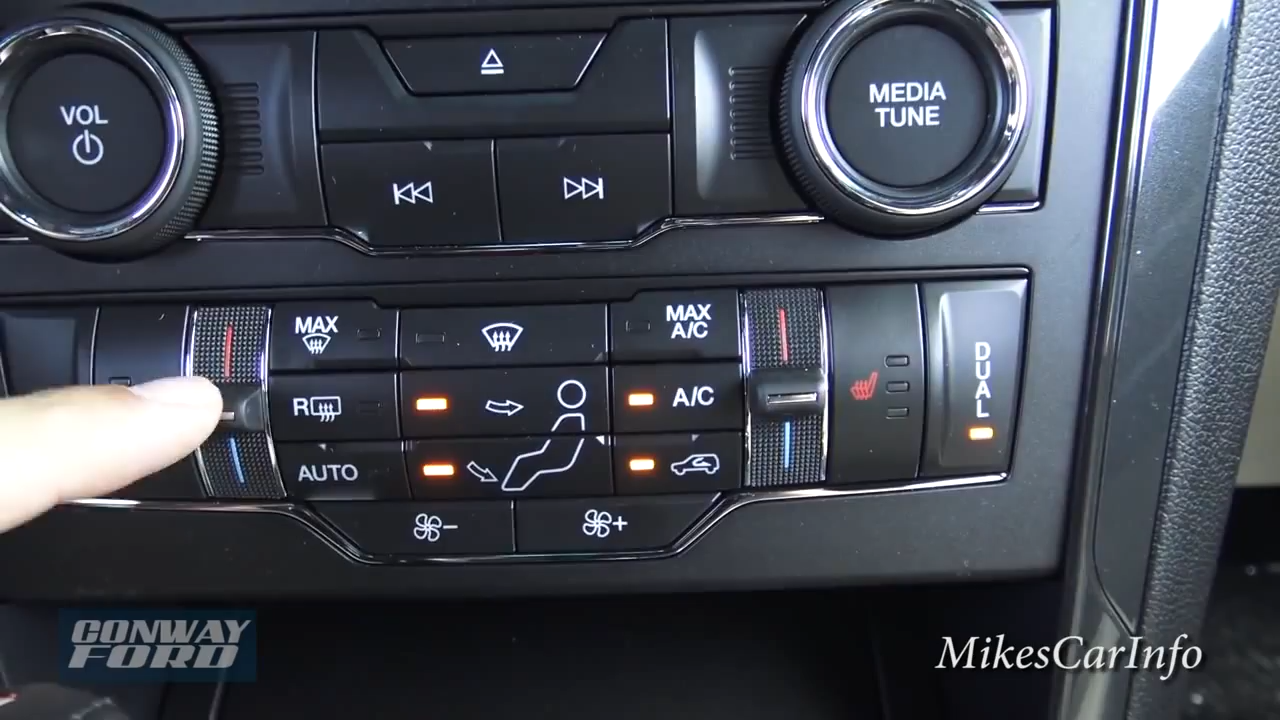 VOL
MEDIA
TUNE
MAX
MAX
A/C
R
A/C
DUAL
AUTO
CONWAY
FORD
MikesCarInfo